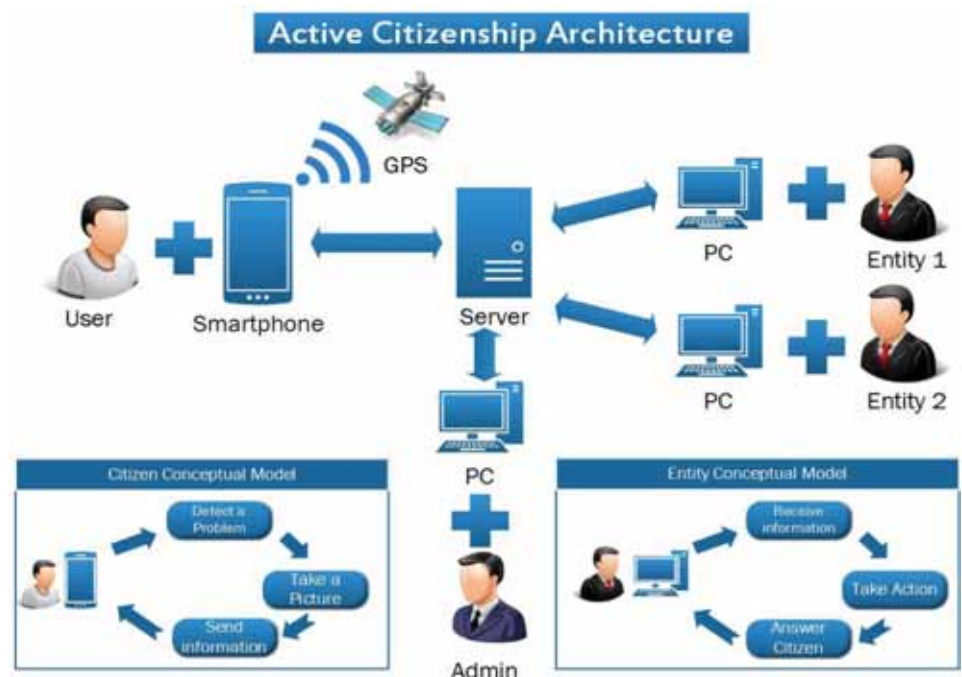 Active Citizenship Architecture
GPS
User
Smartphone
Server
PC
Entity 1
PC
Entity 2
PC
Admin
Citizen Conceptual Model
Detect a
Problem
Take a
Picture
Send
information
Entity Conceptual Model
Receive
information
Take Action
Answer
Citizen